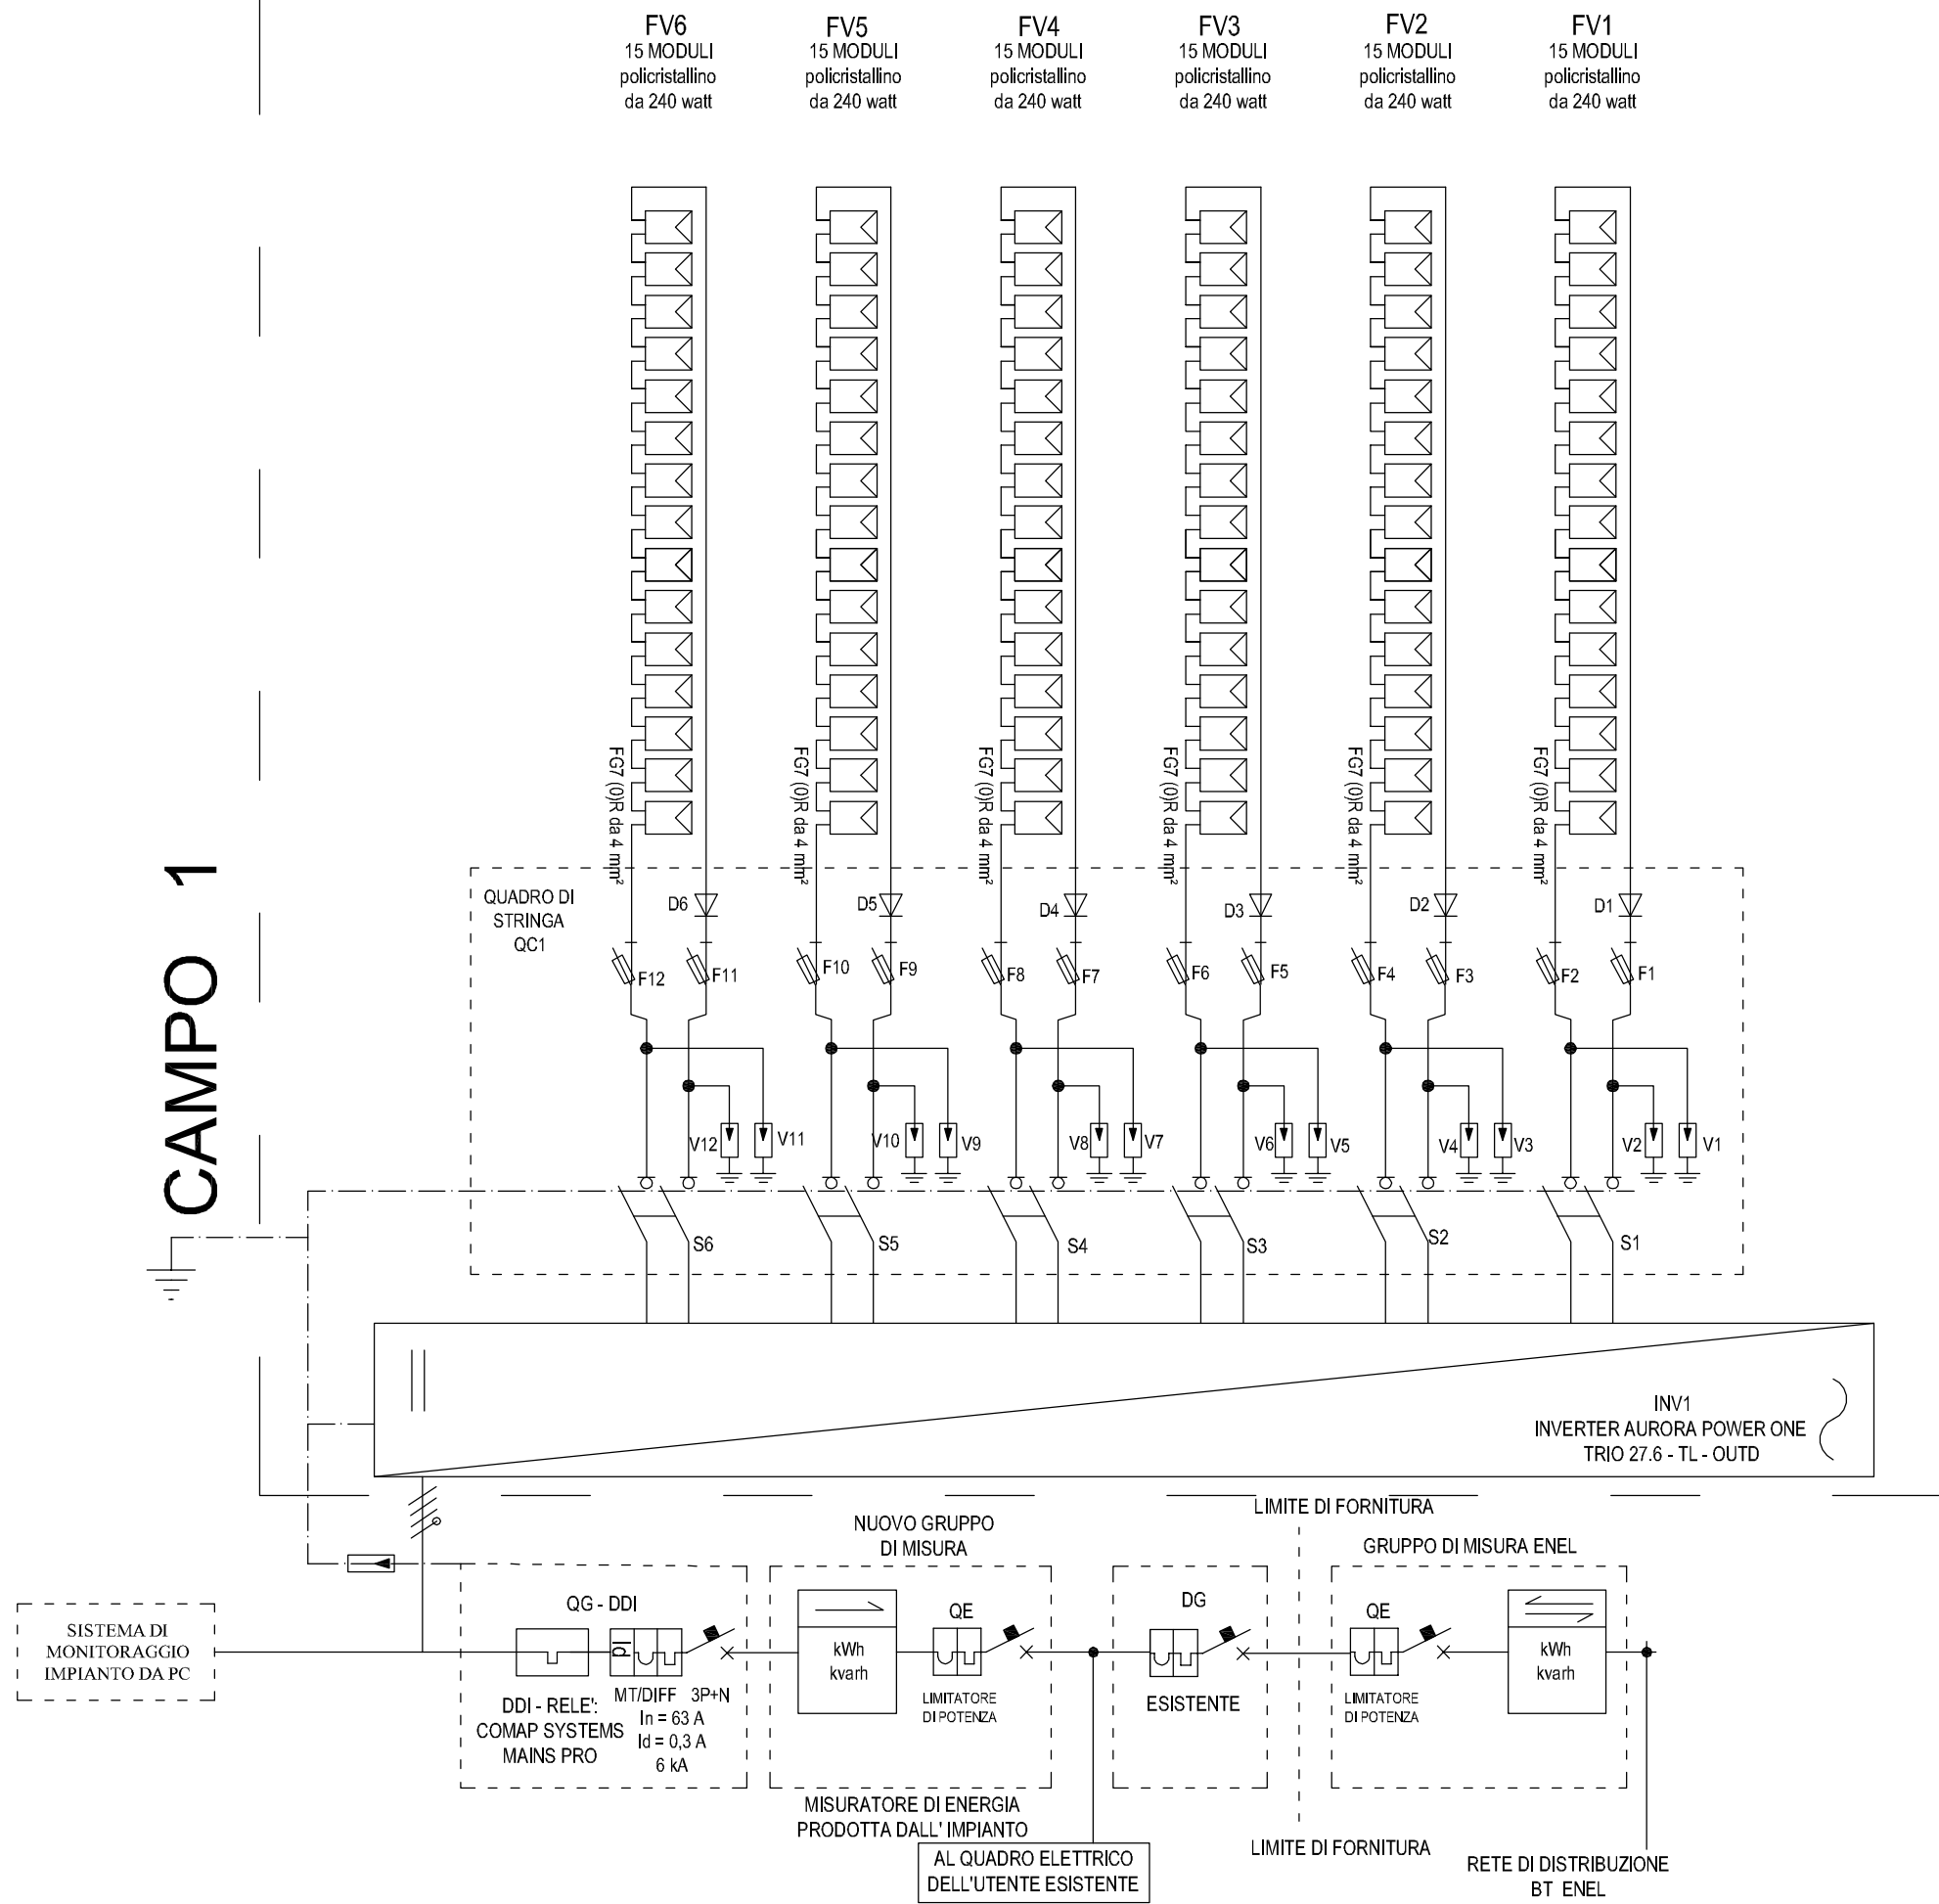 FV6
15 MODULI
policristallino
da 240 watt
FV5
15 MODULI
policristallino
da 240 watt
FV4
15 MODULI
policristallino
da 240 watt
FV3
15 MODULI
policristallino
da 240 watt
FV2
15 MODULI
policristallino
da 240 watt
FV1
15 MODULI
policristallino
da 240 watt
FG7 (0)R da 4 mm²
FG7 (0)R da 4 mm²
FG7 (0)R da 4 mm²
FG7 (0)R da 4 mm²
FG7 (0)R da 4 mm²
FG7 (0)R da 4 mm²
CAMPO 1
QUADRO DI
STRINGA
QC1
D6
D5
D4
D3
D2
D1
F12
F11
F10
F9
F8
F7
F6
F5
F4
F3
F2
F1
V12
V11
V10
V9
V8
V7
V6
V5
V4
V3
V2
V1
S6
S5
S4
S3
S2
S1
INV1
INVERTER AURORA POWER ONE
TRIO 27.6 - TL - OUTD
LIMITE DI FORNITURA
NUOVO GRUPPO
DI MISURA
GRUPPO DI MISURA ENEL
SISTEMA DI
MONITORAGGIO
IMPIANTO DA PC
QG - DDI
Id
DDI - RELE':
COMAP SYSTEMS
MAINS PRO
MT/DIFF 3P+N
In = 63 A
Id = 0,3 A
6 kA
kWh
kvarh
QE
LIMITATORE
DI POTENZA
DG
ESISTENTE
QE
LIMITATORE
DI POTENZA
kWh
kvarh
MISURATORE DI ENERGIA
PRODOTTA DALL' IMPIANTO
AL QUADRO ELETTRICO
DELL'UTENTE ESISTENTE
LIMITE DI FORNITURA
RETE DI DISTRIBUZIONE
BT ENEL